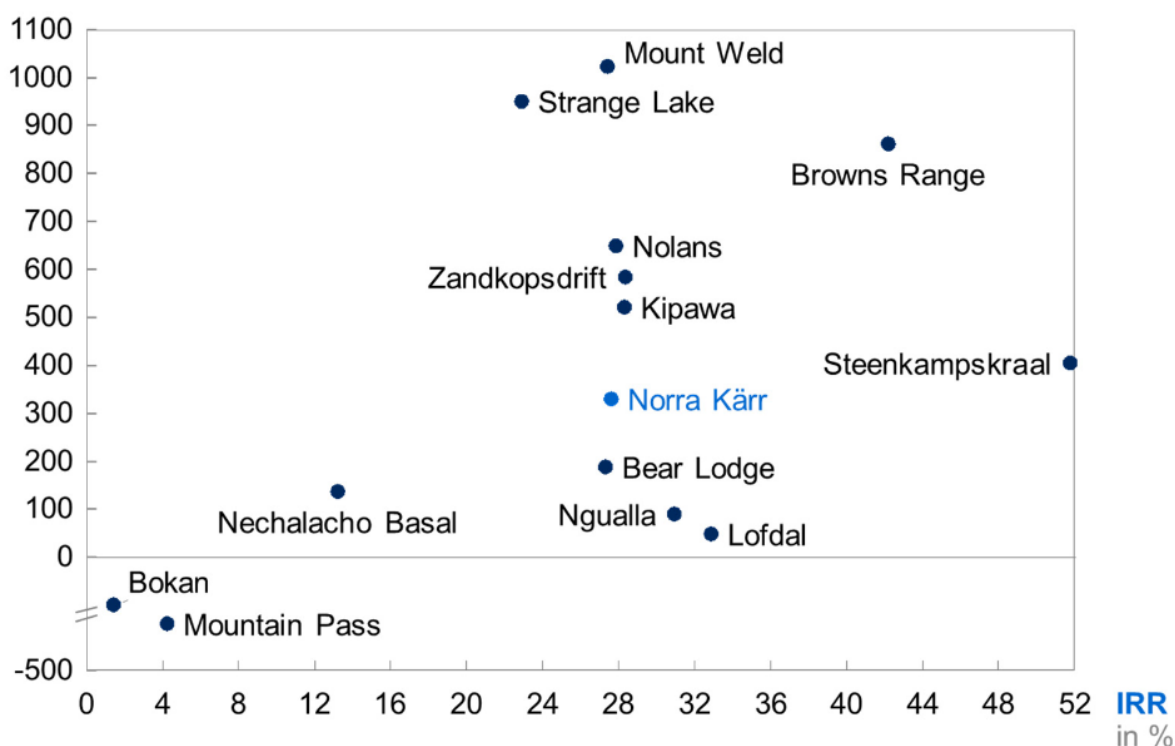 1100
Mount Weld
1000
Strange Lake
900
Browns Range
800
700
Nolans
600
Zandkopsdrift
Kipawa
500
400
Steenkampskraal
Norra Kärr
300
200
Bear Lodge
100
Nechalacho Basal
Ngualla
Lofdal
0
Bokan
Mountain Pass
-500
0 4 8 12 16 20 24 28 32 36 40 44 48 52 IRR
in %